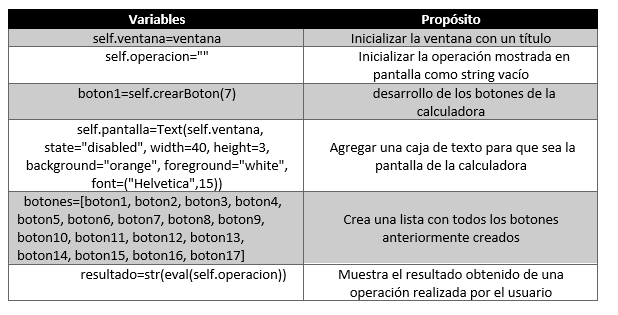 Variables	Propósito
self.ventana=ventana	Inicializar la ventana con un título
self.operacion=""	Inicializar la operación mostrada en
pantalla como string vacío
boton1=self.crearBoton(7)	desarrollo de los botones de la
calculadora
self.pantalla=Text(self.ventana,
state="disabled", width=40, height=3,
background="orange", foreground="white",
font=("Helvetica",15))
Agregar una caja de texto para que sea la
pantalla de la calculadora
botones=[boton1, boton2, boton3, boton4,
boton5, boton6, boton7, boton8, boton9,
boton10, boton11, boton12, boton13,
boton14, boton15, boton16, boton17]
Crea una lista con todos los botones
anteriormente creados
resultado=str(eval(self.operacion))	Muestra el resultado obtenido de una
operación realizada por el usuario